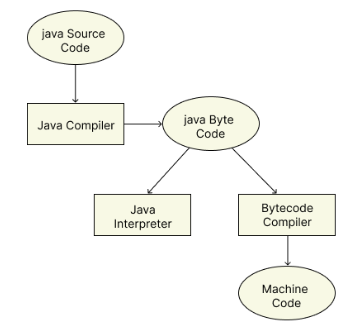 java Source
Code
Java Compiler
java Byte
Code
Java
Interpreter
Bytecode
Compiler
Machine
Code